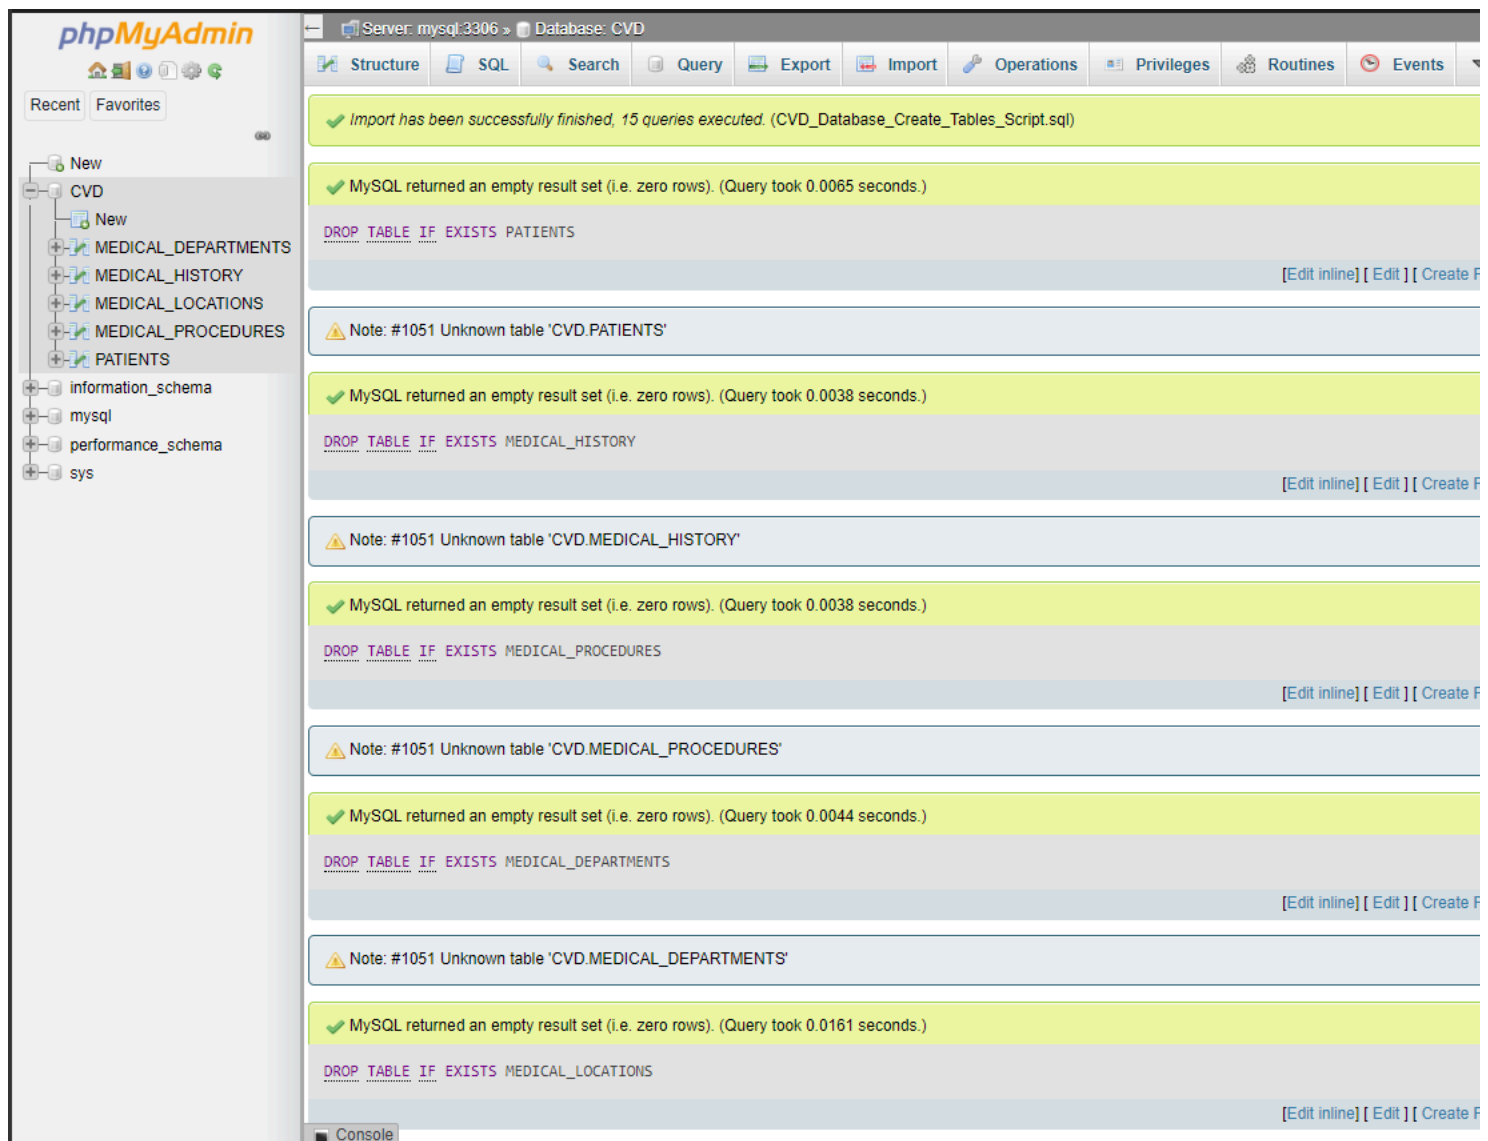 phpMyAdmin
Recent Favorites
New
CVD
New
MEDICAL_DEPARTMENTS
MEDICAL_HISTORY
MEDICAL_LOCATIONS
MEDICAL_PROCEDURES
PATIENTS
information_schema
mysql
performance_schema
sys
Server: mysql:3306 » Database: CVD
Structure SQL Search Query Export Import Operations Privileges Routines Events
Import has been successfully finished, 15 queries executed. (CVD_Database_Create_Tables_Script.sql)
MySQL returned an empty result set (i.e. zero rows). (Query took 0.0065 seconds.)
DROP TABLE IF EXISTS PATIENTS
[Edit inline] [ Edit ] [ Create
Note: #1051 Unknown table 'CVD.PATIENTS'
MySQL returned an empty result set (i.e. zero rows). (Query took 0.0038 seconds.)
DROP TABLE IF EXISTS MEDICAL_HISTORY
[Edit inline] [ Edit ] [ Create
Note: #1051 Unknown table 'CVD.MEDICAL_HISTORY'
MySQL returned an empty result set (i.e. zero rows). (Query took 0.0038 seconds.)
DROP TABLE IF EXISTS MEDICAL_PROCEDURES
[Edit inline] [ Edit ] [ Create
Note: #1051 Unknown table 'CVD.MEDICAL_PROCEDURES'
MySQL returned an empty result set (i.e. zero rows). (Query took 0.0044 seconds.)
DROP TABLE IF EXISTS MEDICAL_DEPARTMENTS
[Edit inline] [ Edit ] [ Create
Note: #1051 Unknown table 'CVD.MEDICAL_DEPARTMENTS'
MySQL returned an empty result set (i.e. zero rows). (Query took 0.0161 seconds.)
DROP TABLE IF EXISTS MEDICAL_LOCATIONS
[Edit inline] [ Edit ] [ Create
Console